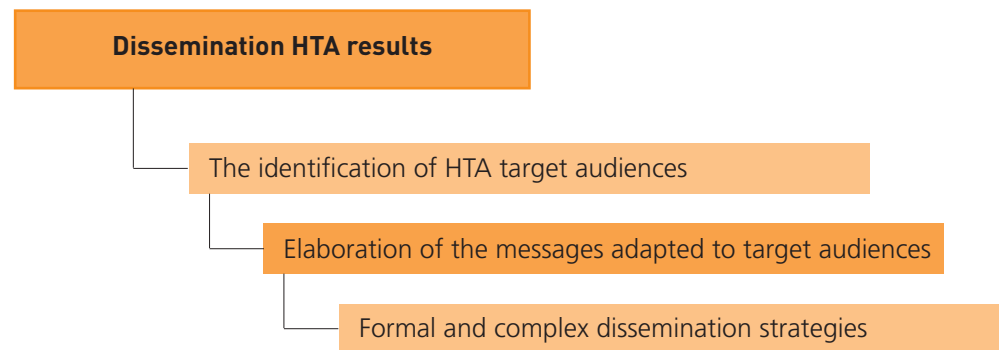 Dissemination HTA results
The identification of HTA target audiences
Elaboration of the messages adapted to target audiences
Formal and complex dissemination strategies